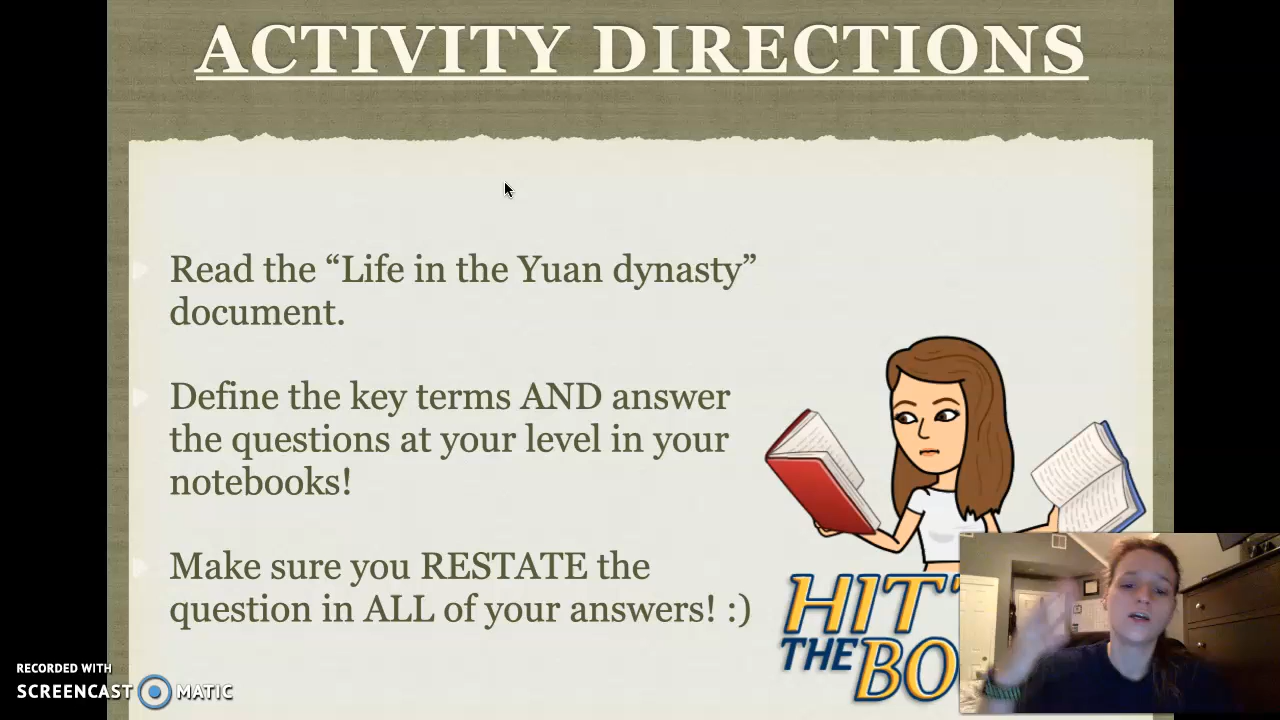 ACTIVITY DIRECTIONS
Read the “Life in the Yuan dynasty”
document.
Define the key terms AND answer
the questions at your level in your
notebooks!
Make sure you RESTATE the
question in ALL of your answers! :)
HIT
THE BO
RECORDED WITH
SCREENCAST MATIC